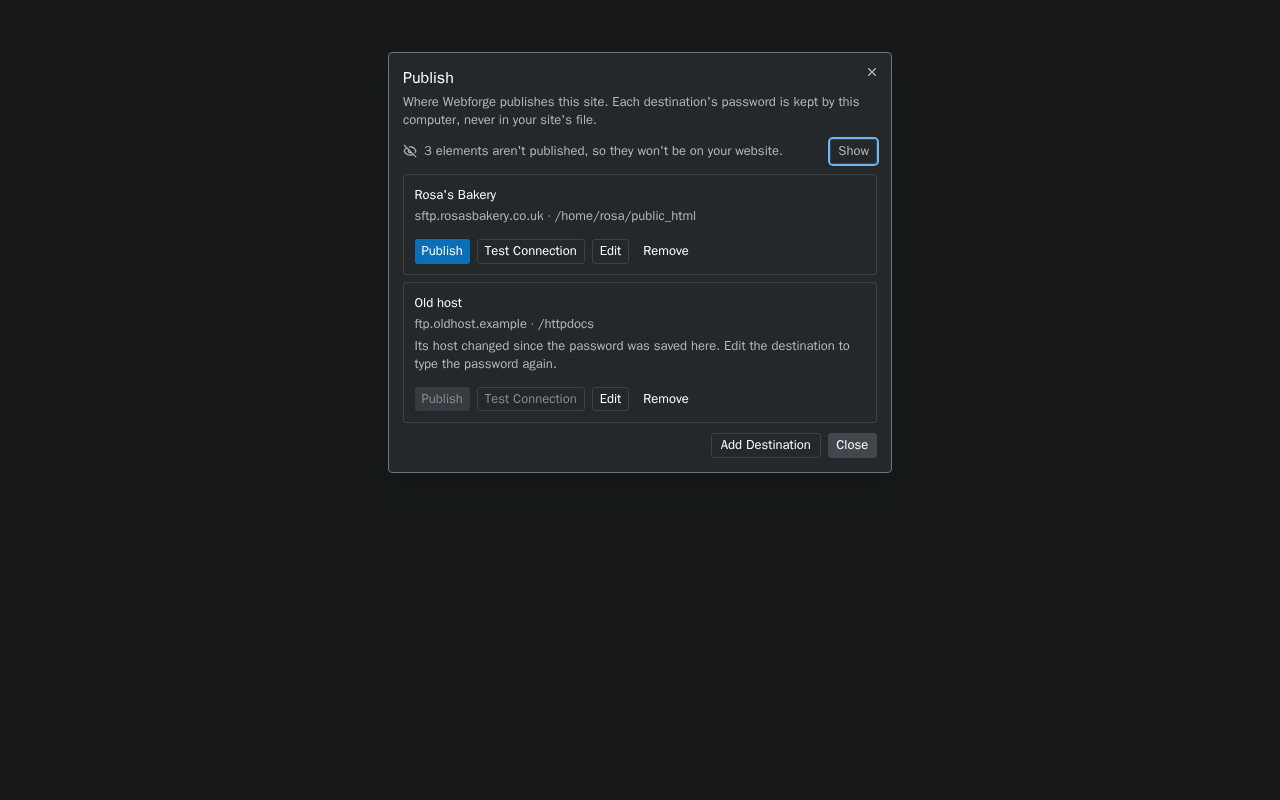 Publish
Where Webforge publishes this site. Each destination's password is kept by this
computer, never in your site's file.
3 elements aren't published, so they won't be on your website.
Show
Rosa's Bakery
sftp.rosasbakery.co.uk · /home/rosa/public_html
Publish Test Connection Edit Remove
Old host
ftp.oldhost.example · /httpdocs
Its host changed since the password was saved here. Edit the destination to
type the password again.
Publish Test Connection Edit Remove
Add Destination Close